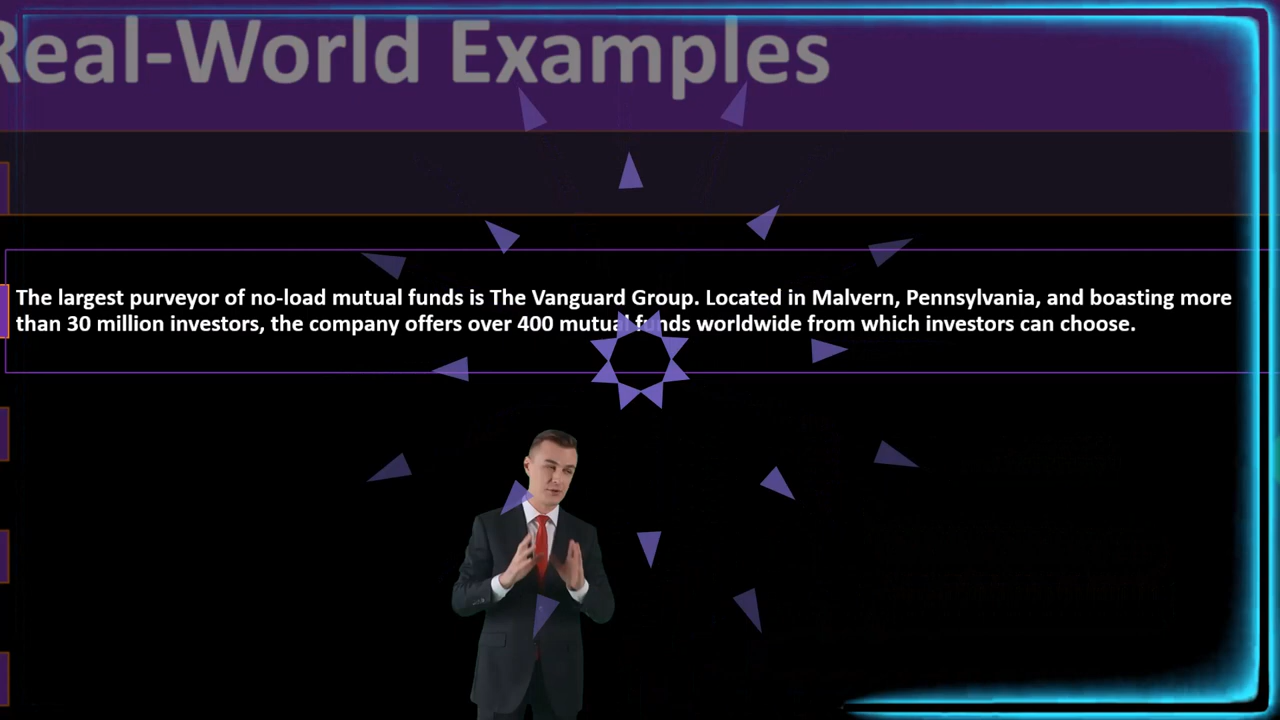 Real-World Examples
The largest purveyor of no-load mutual funds is The Vanguard Group. Located in Malvern, Pennsylvania, and boasting more
than 30 million investors, the company offers over 400 mutual funds worldwide from which investors can choose.